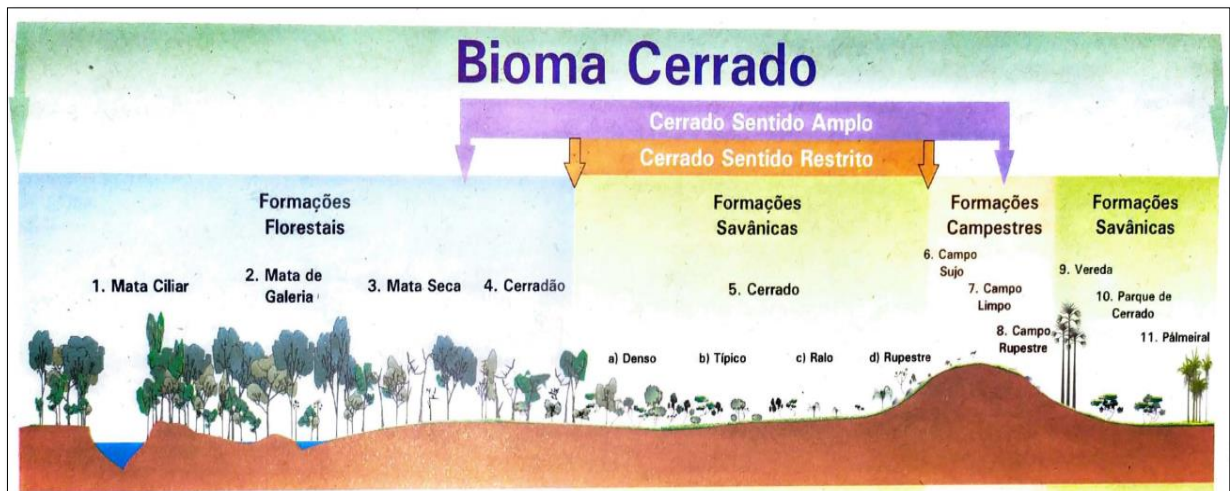 Bioma Cerrado
Cerrado Sentido Amplo
Cerrado Sentido Restrito
Formações
Florestais
Formações
Savânicas
Formações
Campestres
Formações
Savânicas
1. Mata Ciliar
2. Mata de
Galeria
3. Mata Seca
4. Cerradão
5. Cerrado
a) Denso
b) Típico
c) Ralo
d) Rupestre
6. Campo
Sujo
7. Campo
Limpo
8. Campo
Rupestre
9. Vereda
10. Parque de
Cerrado
11. Pálmeiral